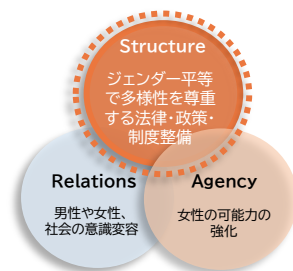 Structure
ジェンダー平等
で多様性を尊重
する法律・政策・
制度整備
Relations
男性や女性、
社会の意識変容
Agency
女性の可能力の
強化